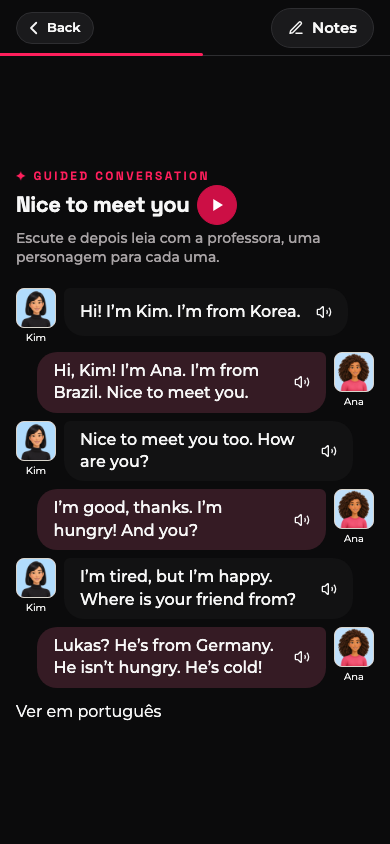 Back
Notes
GUIDED CONVERSATION
Nice to meet you
Escute e depois leia com a professora, uma
personagem para cada uma.
Hi! I’m Kim. I’m from Korea.
Kim
Hi, Kim! I’m Ana. I’m from
Brazil. Nice to meet you.
Ana
Nice to meet you too. How
are you?
Kim
I’m good, thanks. I’m
hungry! And you?
Ana
I’m tired, but I’m happy.
Where is your friend from?
Kim
Lukas? He’s from Germany.
He isn’t hungry. He’s cold!
Ana
Ver em português